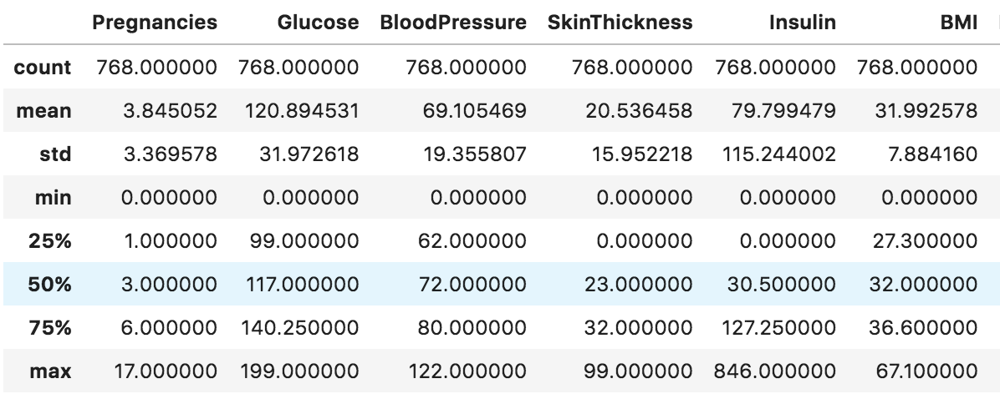 Pregnancies Glucose BloodPressure SkinThickness Insulin BMI
count 768.000000 768.000000 768.000000 768.000000 768.000000 768.000000
mean 3.845052 120.894531 69.105469 20.536458 79.799479 31.992578
std 3.369578 31.972618 19.355807 15.952218 115.244002 7.884160
min 0.000000 0.000000 0.000000 0.000000 0.000000 0.000000
25% 1.000000 99.000000 62.000000 0.000000 0.000000 27.300000
50% 3.000000 117.000000 72.000000 23.000000 30.500000 32.000000
75% 6.000000 140.250000 80.000000 32.000000 127.250000 36.600000
max 17.000000 199.000000 122.000000 99.000000 846.000000 67.100000